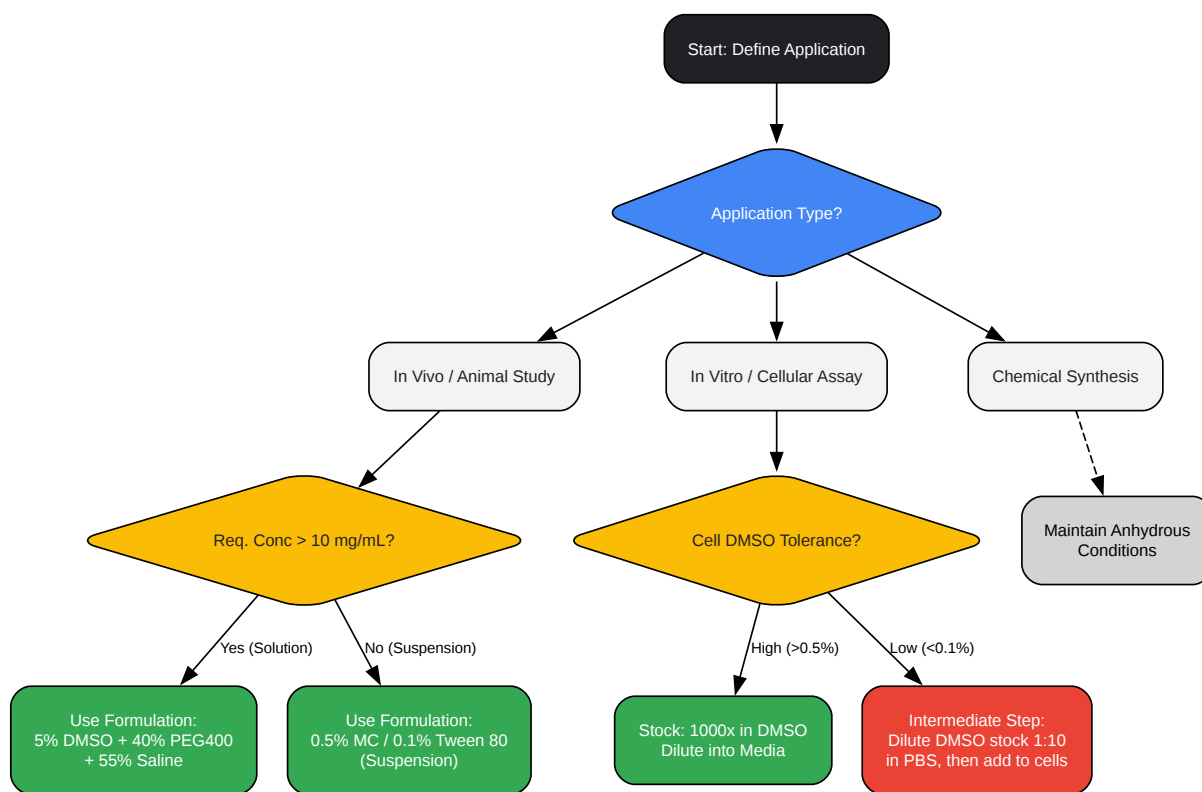 Start: Define Application
Application Type?
In Vivo / Animal Study
In Vitro / Cellular Assay
Chemical Synthesis
Req. Conc > 10 mg/mL?
Cell DMSO Tolerance?
Maintain Anhydrous
Conditions
Yes (Solution)
No (Suspension)
High (>0.5%)
Low (<0.1%)
Use Formulation:
5% DMSO + 40% PEG400
+ 55% Saline
Use Formulation:
0.5% MC / 0.1% Tween 80
(Suspension)
Stock: 1000x in DMSO
Dilute into Media
Intermediate Step:
Dilute DMSO stock 1:10
in PBS, then add to cells